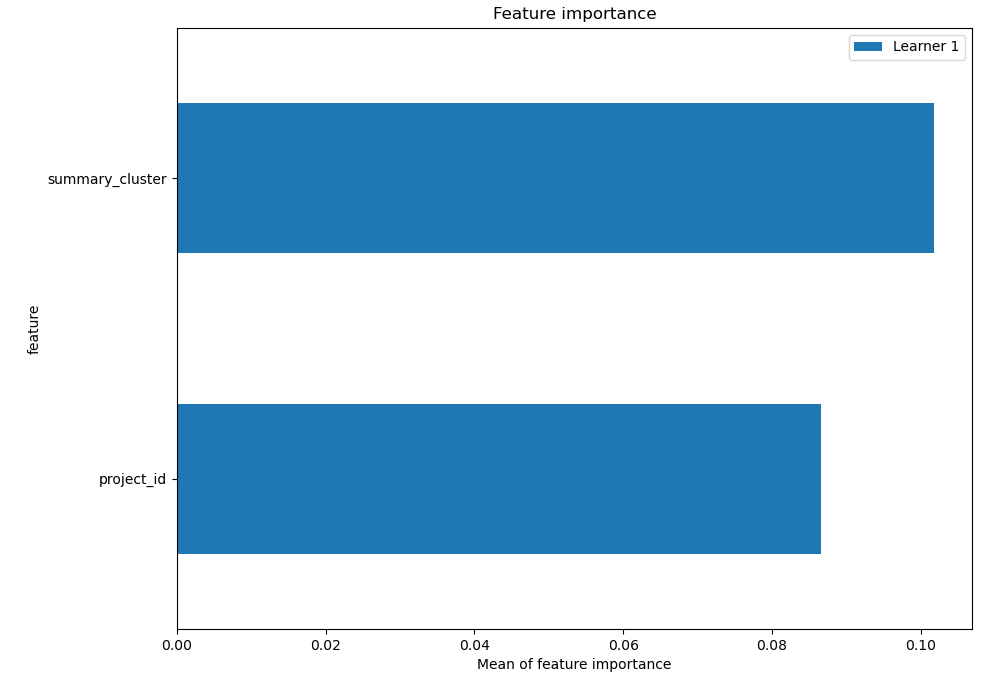 Feature importance
Learner 1
summary_cluster
feature
project_id
0.00 0.02 0.04 0.06 0.08 0.10
Mean of feature importance